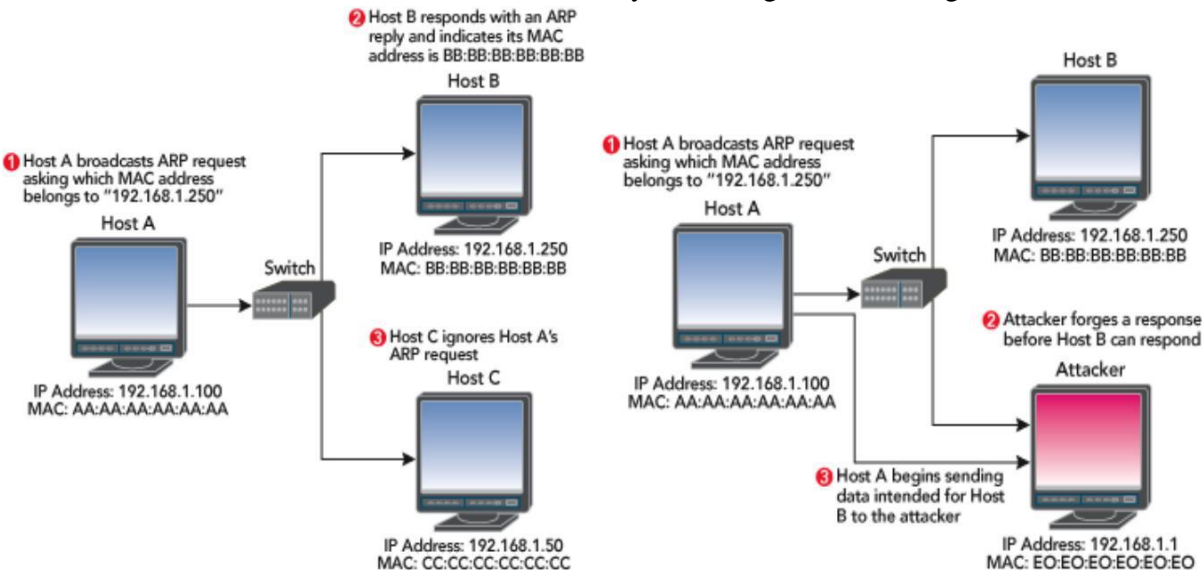 2 Host B responds with an ARP
reply and indicates its MAC
address is BB:BB:BB:BB:BB:BB
Host B
1 Host A broadcasts ARP request
asking which MAC address
belongs to "192.168.1.250"
Host A
IP Address: 192.168.1.250
MAC: BB:BB:BB:BB:BB:BB
Switch
3 Host C ignores Host A's
ARP request
Host C
IP Address: 192.168.1.100
MAC: AA:AA:AA:AA:AA:AA
IP Address: 192.168.1.50
MAC: CC:CC:CC:CC:CC:CC
Host B
1 Host A broadcasts ARP request
asking which MAC address
belongs to "192.168.1.250"
Host A
IP Address: 192.168.1.250
MAC: BB:BB:BB:BB:BB:BB
Switch
2 Attacker forges a response
before Host B can respond
Attacker
IP Address: 192.168.1.100
MAC: AA:AA:AA:AA:AA:AA
3 Host A begins sending
data intended for Host
B to the attacker
IP Address: 192.168.1.1
MAC: EO:EO:EO:EO:EO:EO